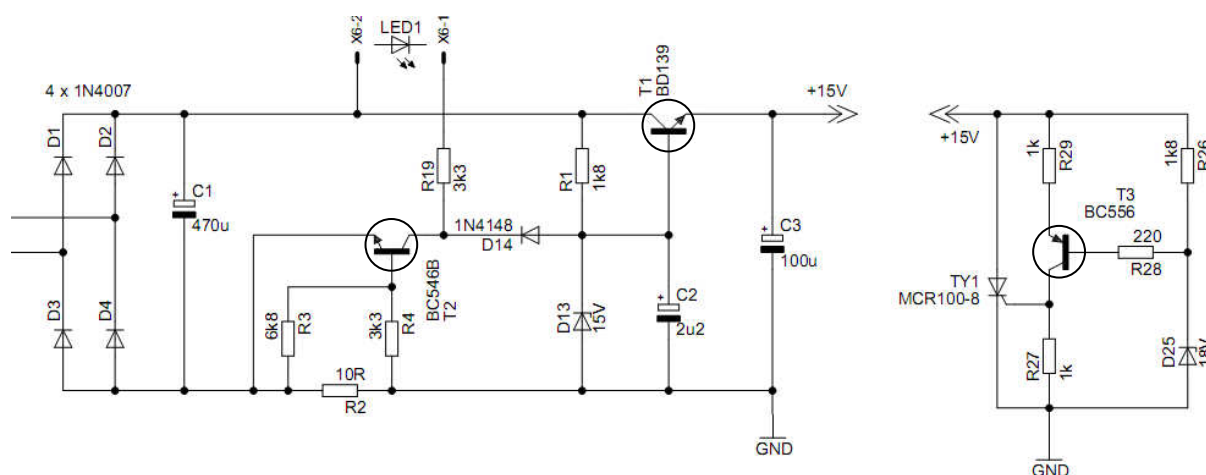 X6-2
LED1
X6-1
4 x 1N4007
T1
BD139
+15V
+15V
D1
D2
R19
3k3
R1
1k8
1k
R29
1k8
R26
+
C1
470u
1N4148
D14
+
C3
100u
T3
BC556
220
R28
BC546B
T2
TY1
MCR100-8
D3
D4
6k8
R3
3k3
R4
D13
15V
+
C2
2u2
R27
1k
D25
18V
10R
R2
GND
GND